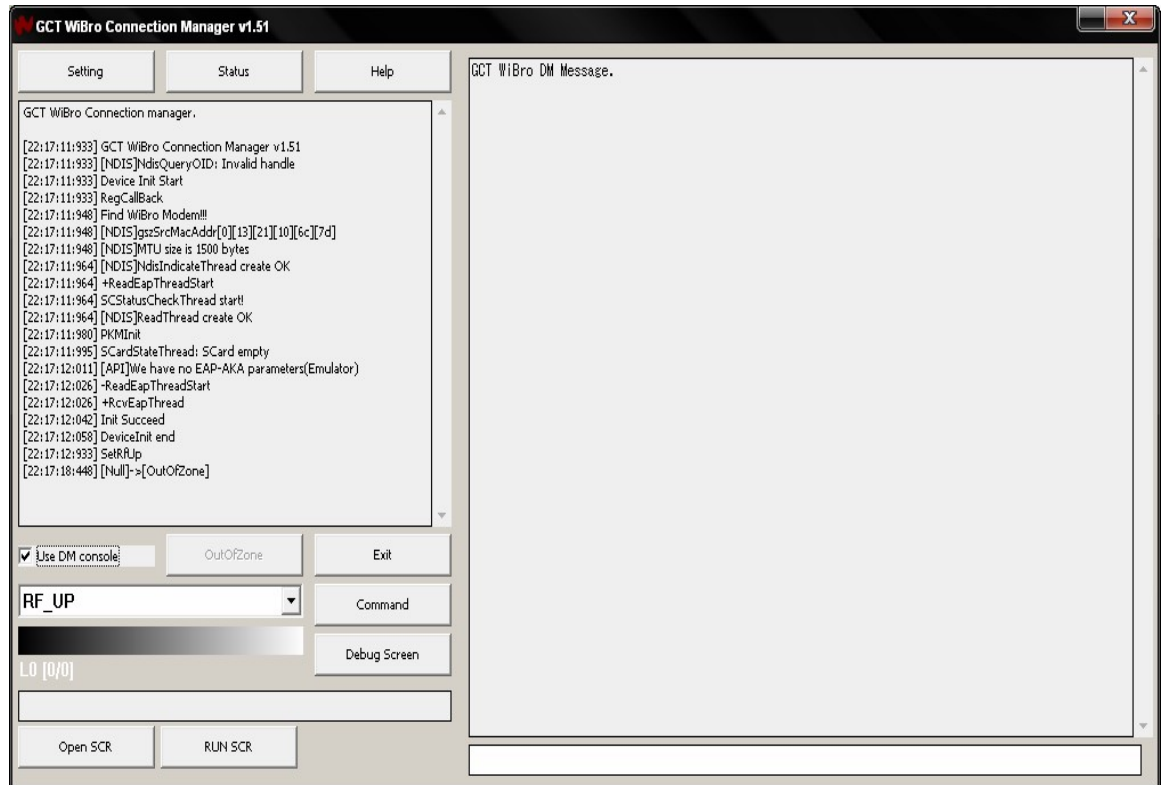 GCT WiBro Connection Manager v1.51
Setting
Status
Help
GCT WiBro Connection manager.
[22:17:11:933] GCT WiBro Connection Manager v1.51
[22:17:11:933] [NDIS]NdisQueryOID: Invalid handle
[22:17:11:933] Device Init Start
[22:17:11:933] RegCallBack
[22:17:11:948] Find WiBro Modem!!!
[22:17:11:948] [NDIS]gszSrcMacAddr[0][13][21][10][6c][7d]
[22:17:11:948] [NDIS]MTU size is 1500 bytes
[22:17:11:964] [NDIS]NdisIndicateThread create OK
[22:17:11:964] +ReadEapThreadStart
[22:17:11:964] SCStatusCheckThread start!
[22:17:11:964] [NDIS]ReadThread create OK
[22:17:11:980] PKMInit
[22:17:11:995] SCardStateThread: SCard empty
[22:17:12:011] [API]We have no EAP-AKA parameters(Emulator)
[22:17:12:026] -ReadEapThreadStart
[22:17:12:026] +RcvEapThread
[22:17:12:042] Init Succeed
[22:17:12:058] DeviceInit end
[22:17:12:933] SetRfUp
[22:17:18:448] [Null]->[OutOfZone]
Use DM console
OutOfZone
Exit
RF_UP
Command
L0 [0/0]
Debug Screen
Open SCR
RUN SCR
GCT WiBro DM Message.